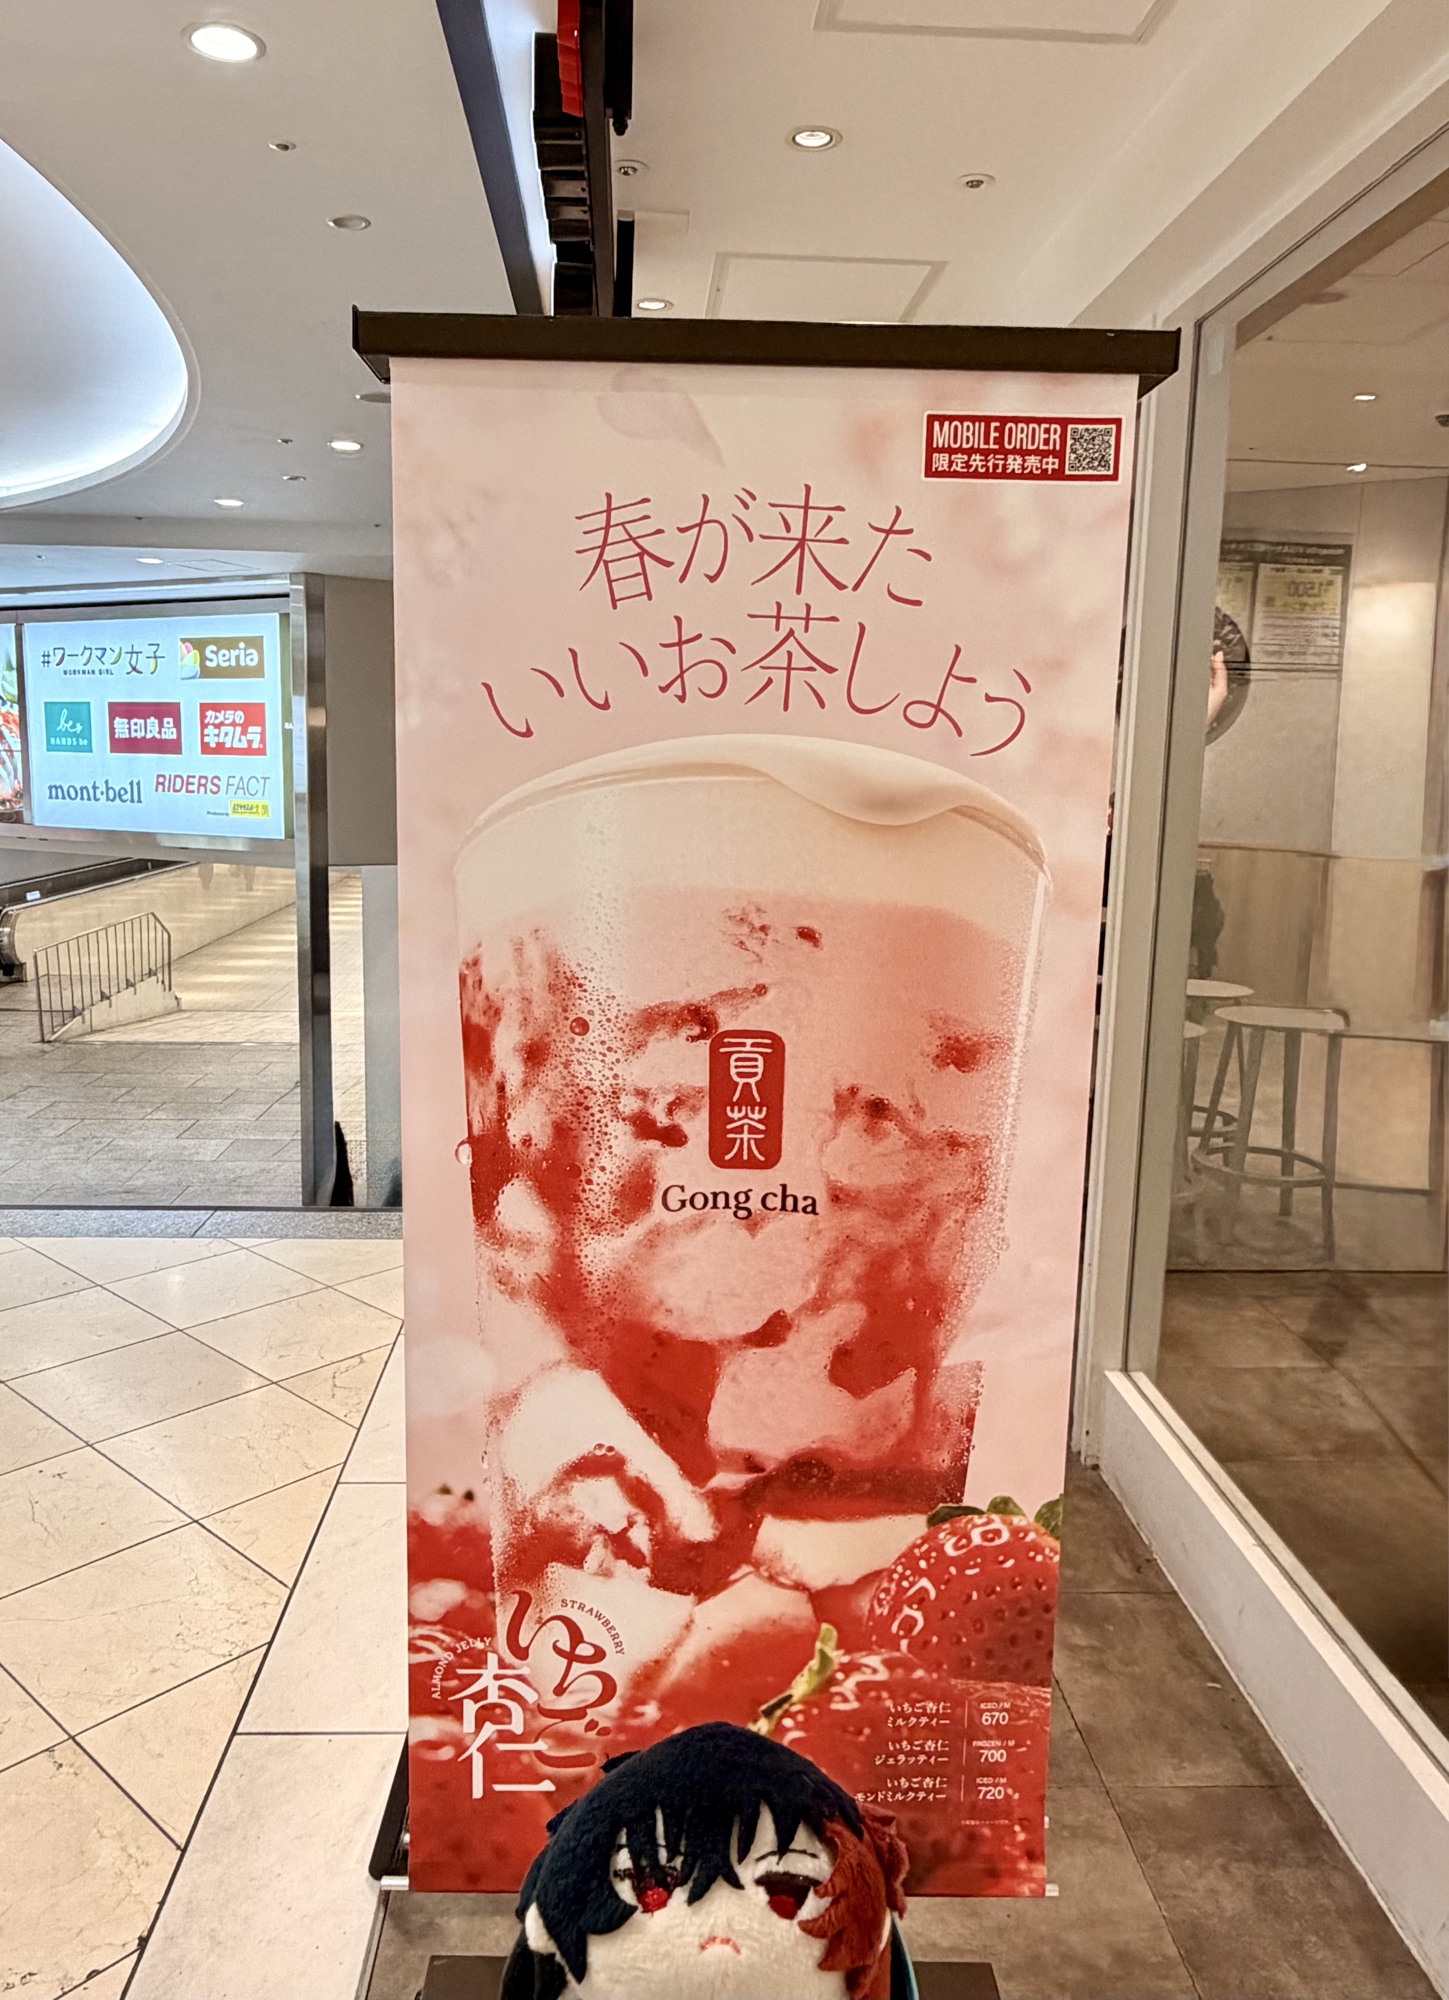 MOBILE ORDER
限定先行発売中
春が来た
いいお茶しよう
貢茶
Gong cha
STRAWBERRY
いちご
ALMOND JELLY
杏仁
いちご杏仁
ミルクティー
ICED / M
670
いちご杏仁
ジェラッティー
FROZEN / M
700
いちご杏仁
モンドミルクティー
ICED / M
720
#ワークマン女子
WORKMAN GIRL
Seria
be
HANDS be
無印良品
カメラの
キタムラ
mont-bell
RIDERS FACT